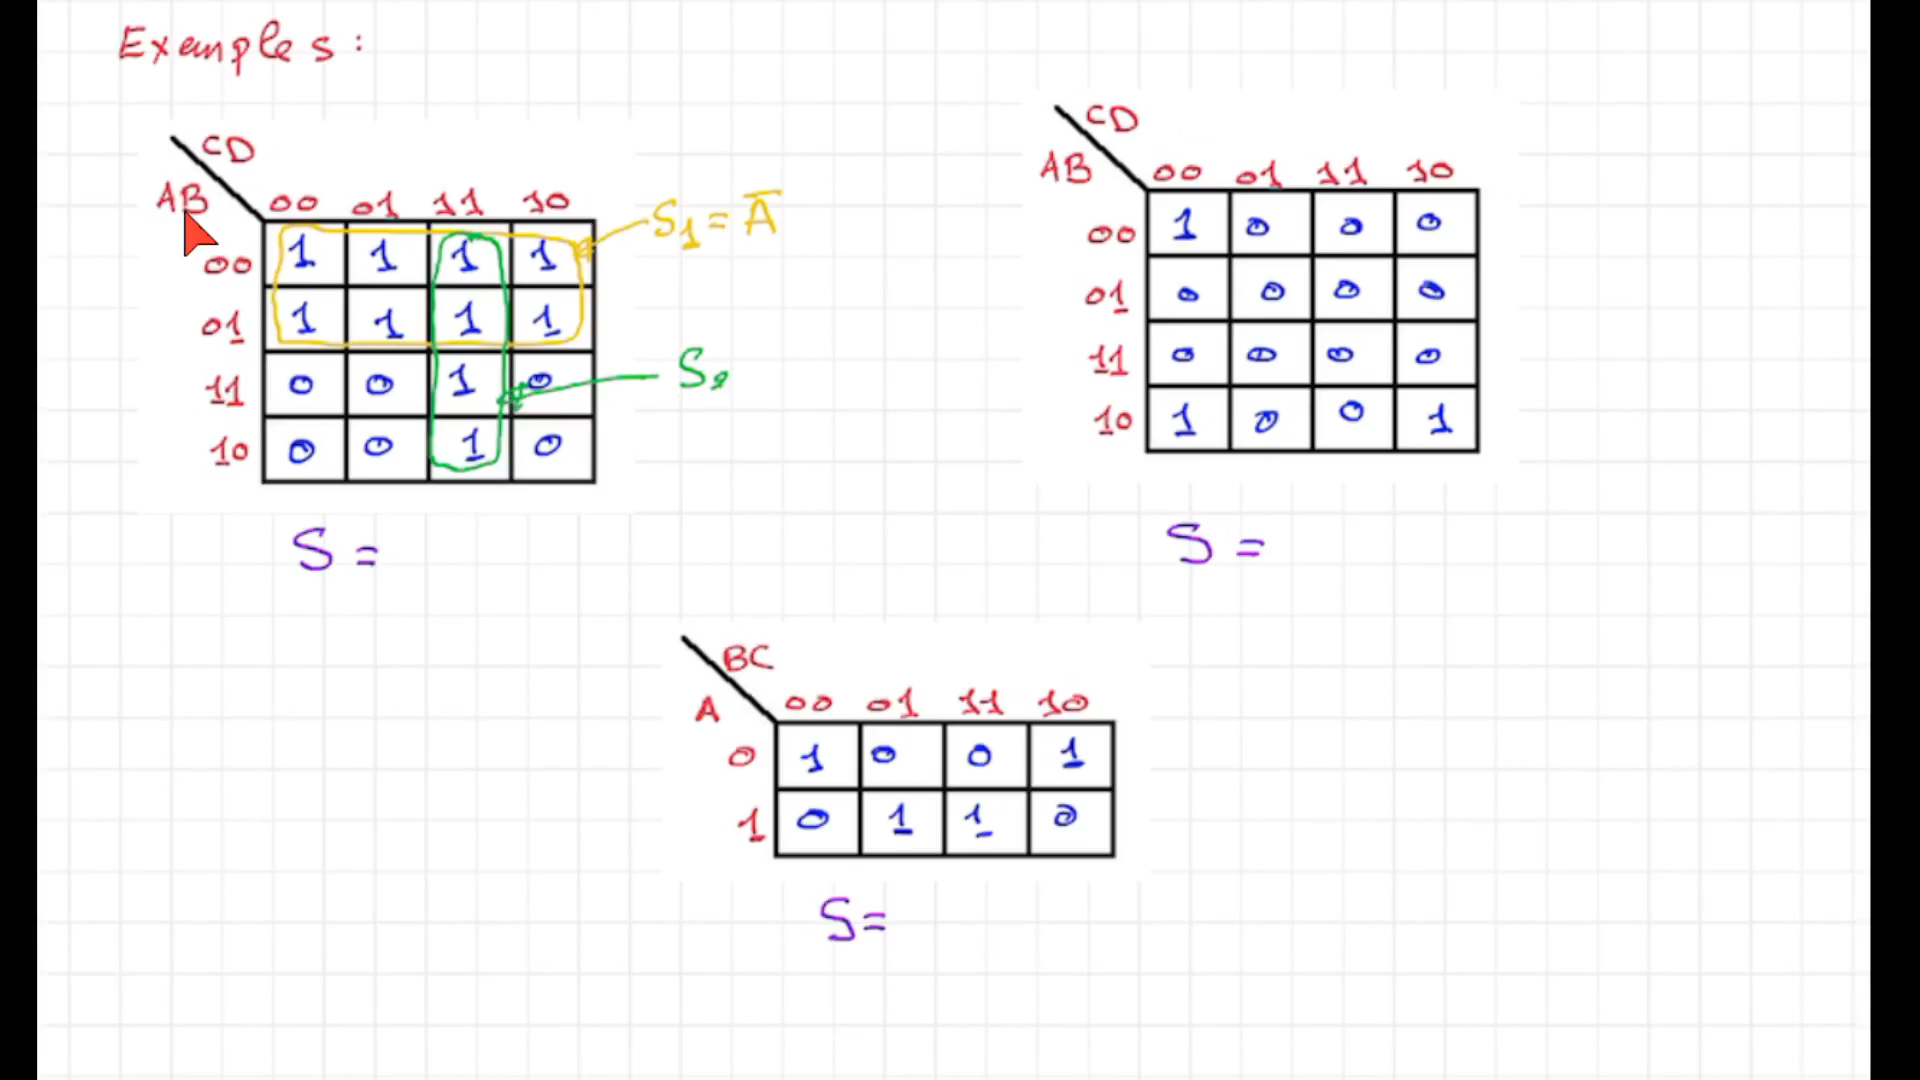 Examples:
CD
AB 00 01 11 10
00 1 1 1 1
01 1 1 1 1
11 0 0 1 0
10 0 0 1 0
S₁ = A̅
S₂
S =
CD
AB 00 01 11 10
00 1 0 0 0
01 0 0 0 0
11 0 0 0 0
10 1 0 0 1
S =
BC
A 00 01 11 10
0 1 0 0 1
1 0 1 1 0
S=